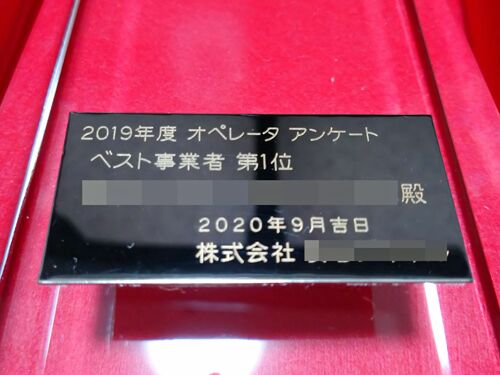 2019年度 オペレータ アンケート
ベスト事業者 第1位
殿
2020年9月吉日
株式会社